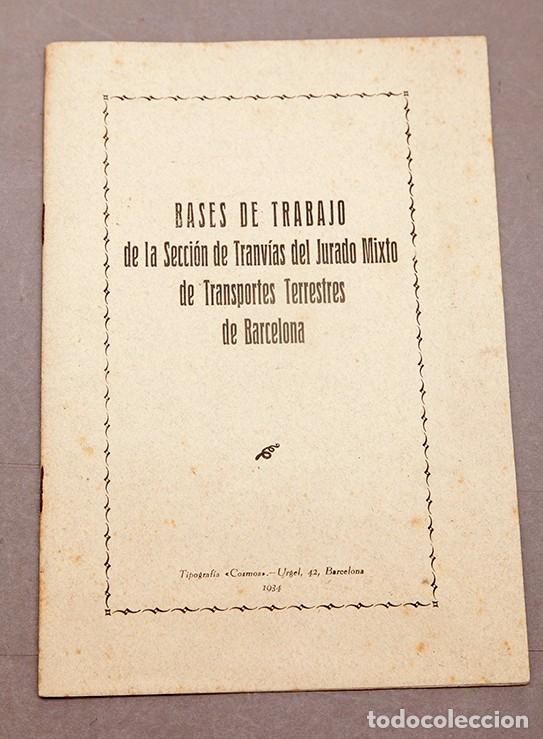 BASES DE TRABAJO
de la Sección de Tranvías del Jurado Mixto
de Transportes Terrestres
de Barcelona
Tipografía «Cosmos».—Urgel, 42, Barcelona
1934
todocoleccion